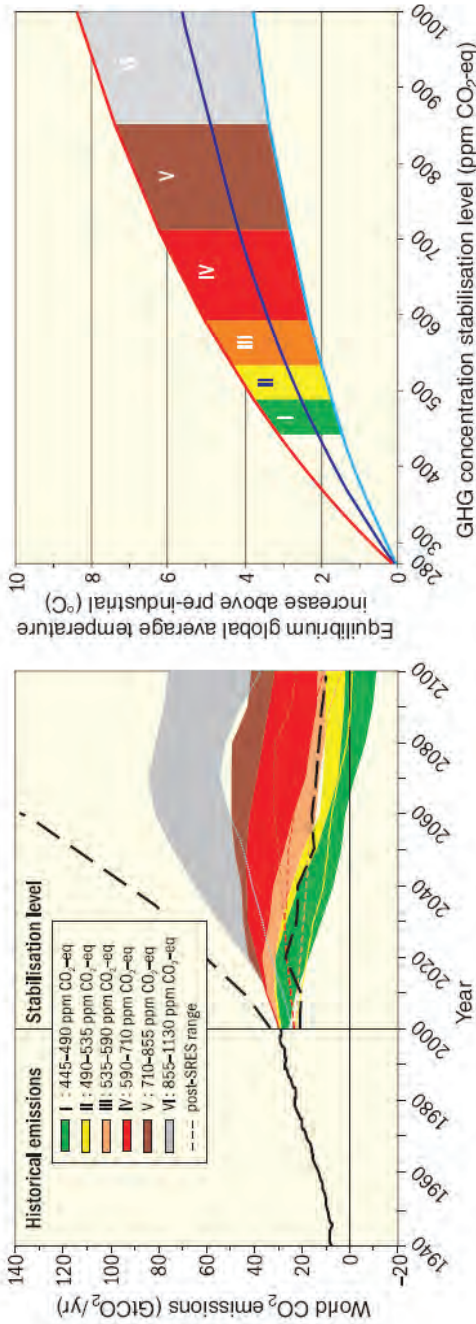 World CO₂ emissions (GtCO₂/yr)
140
120
100
80
60
40
20
0
-20
Historical emissions
Stabilisation level
I : 445–490 ppm CO₂–eq
II : 490–535 ppm CO₂–eq
III: 535–590 ppm CO₂–eq
IV: 590–710 ppm CO₂–eq
V : 710–855 ppm CO₂–eq
VI: 855–1130 ppm CO₂–eq
post-SRES range
1940 1960 1980 2000 2020 2040 2060 2080 2100
Year
Equilibrium global average temperature
increase above pre-industrial (°C)
10
8
6
4
2
0
I
II
III
IV
V
VI
280 300 400 500 600 700 800 900 1000
GHG concentration stabilisation level (ppm CO₂-eq)